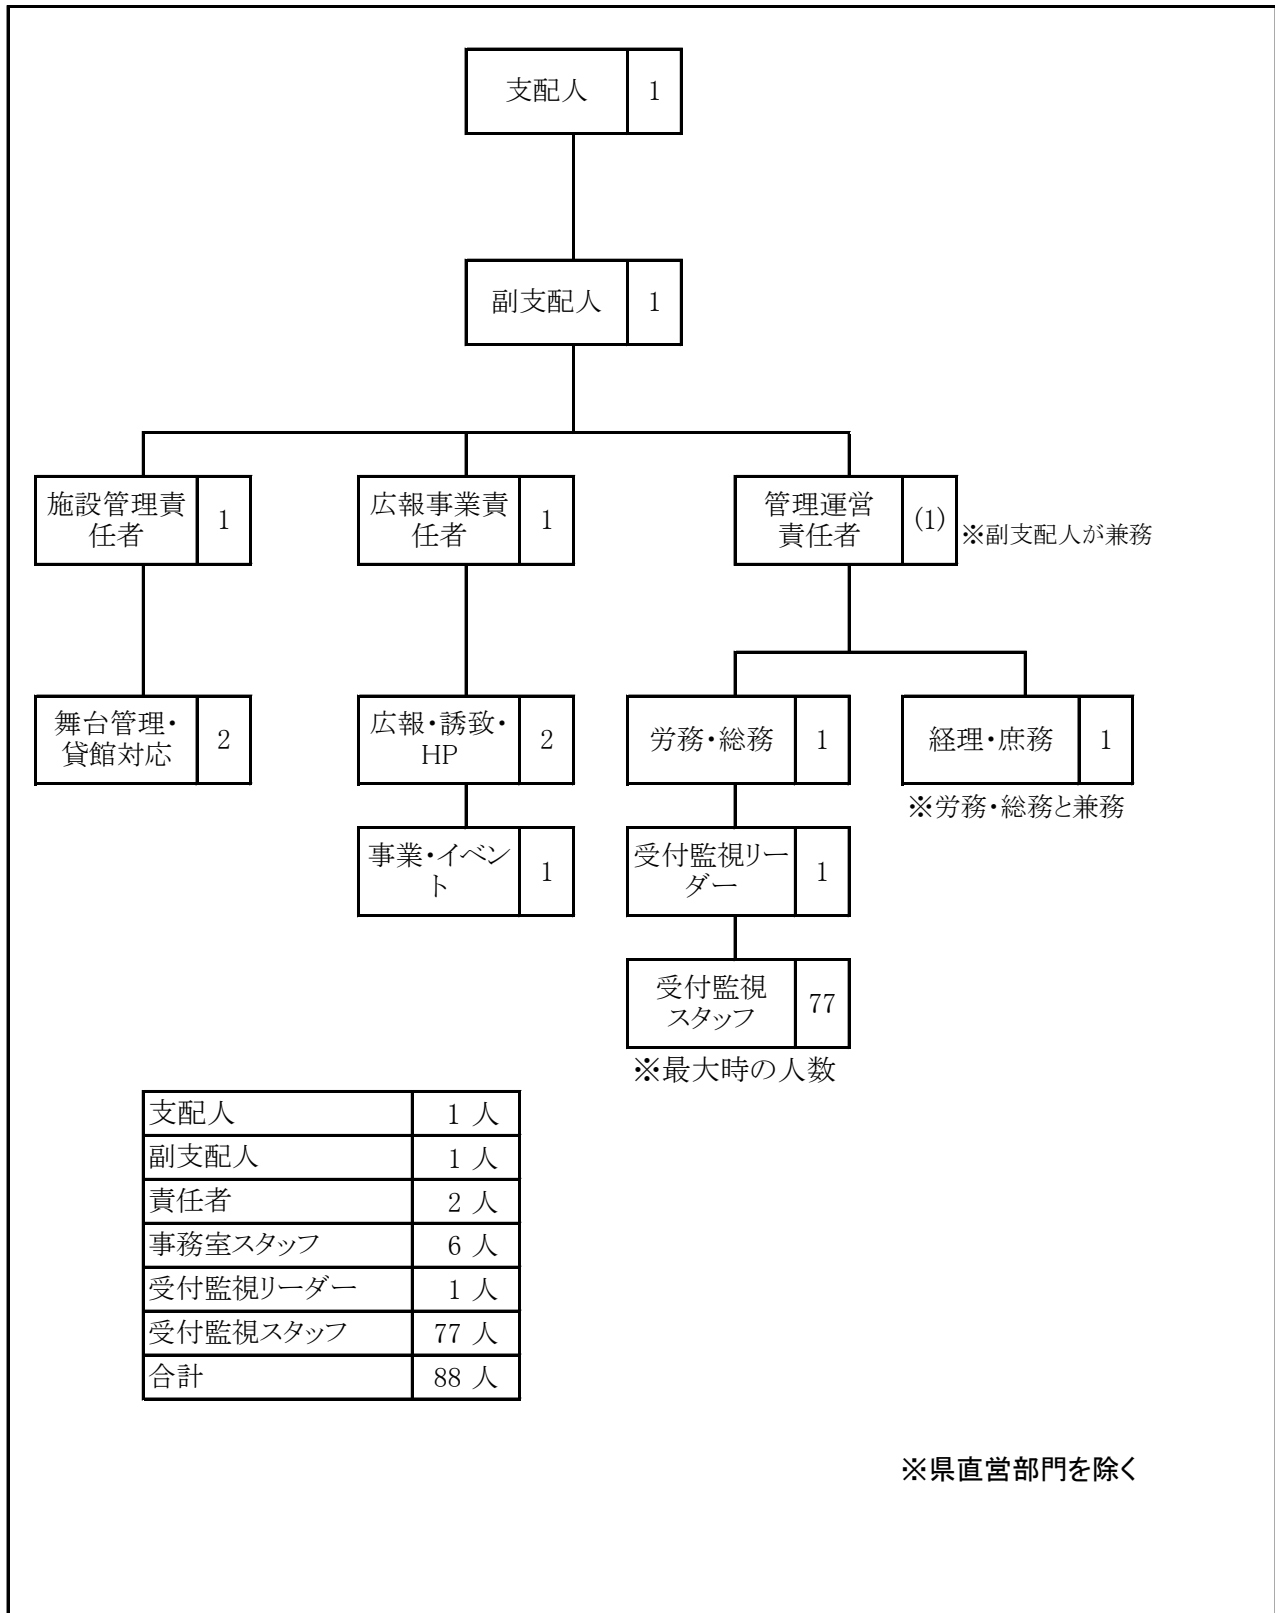 支配人 1
副支配人 1
施設管理責 広報事業責 管理運営
任者 1 任者 1 責任者 (1) ※副支配人が兼務
舞台管理・ 2 広報・誘致・ 2 労務・総務 1 経理・庶務 1
貸館対応 HP
※労務・総務と兼務
事業・イベン 1 受付監視リー 1
ト ダー
受付監視 77
スタッフ
※最大時の人数
支配人 1 人
副支配人 1 人
責任者 2 人
事務室スタッフ 6 人
受付監視リーダー 1 人
受付監視スタッフ 77 人
合計 88 人
※県直営部門を除く